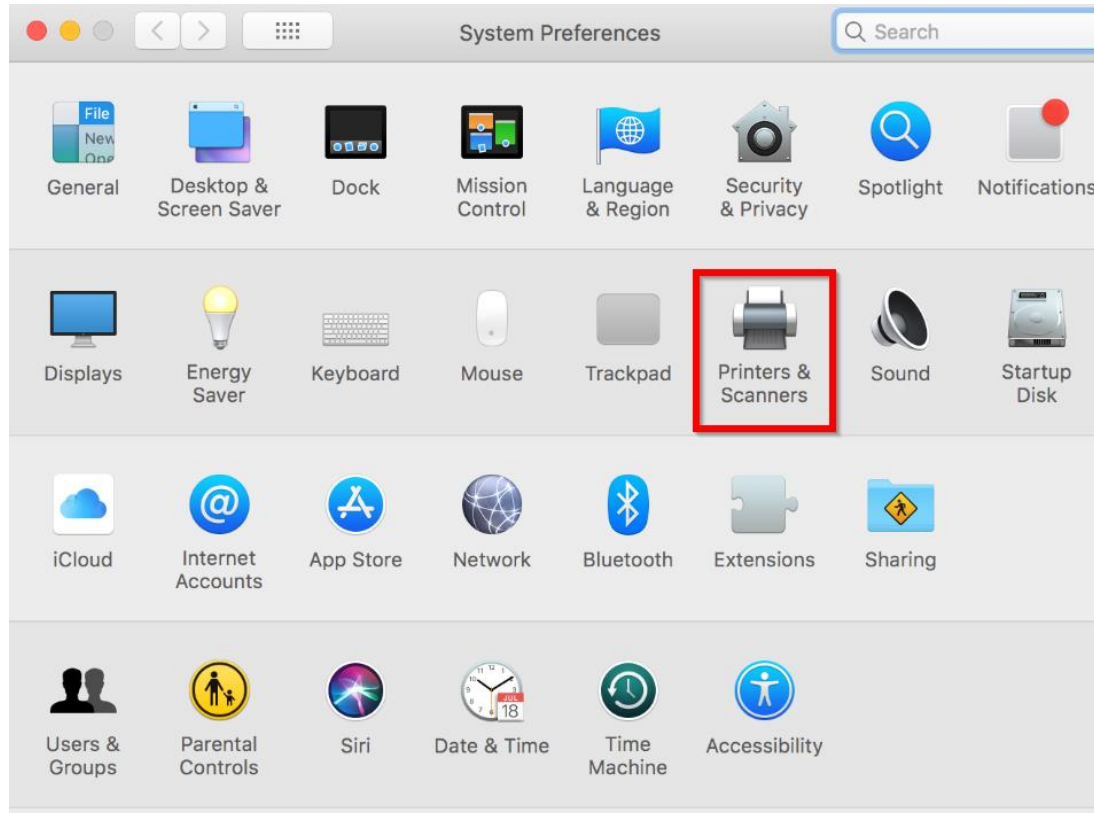 System Preferences
Search
File
New
Ope
General
Desktop &
Screen Saver
Dock
Mission
Control
Language
& Region
Security
& Privacy
Spotlight
Notifications
Displays
Energy
Saver
Keyboard
Mouse
Trackpad
Printers &
Scanners
Sound
Startup
Disk
iCloud
@
Internet
Accounts
App Store
Network
Bluetooth
Extensions
Sharing
Users &
Groups
Parental
Controls
Siri
JUL
18
Date & Time
Time
Machine
Accessibility